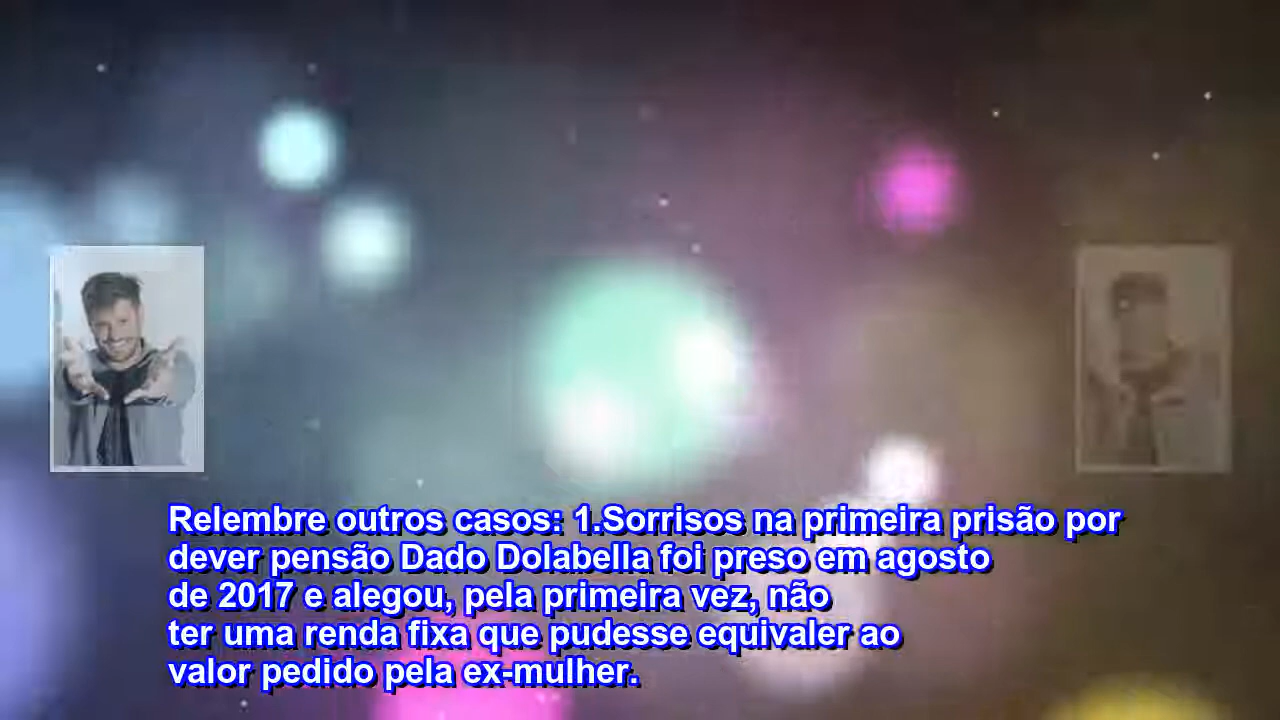 Relembre outros casos: 1.Sorrisos na primeira prisão por
dever pensão Dado Dolabella foi preso em agosto
de 2017 e alegou, pela primeira vez, não
ter uma renda fixa que pudesse equivaler ao
valor pedido pela ex-mulher.